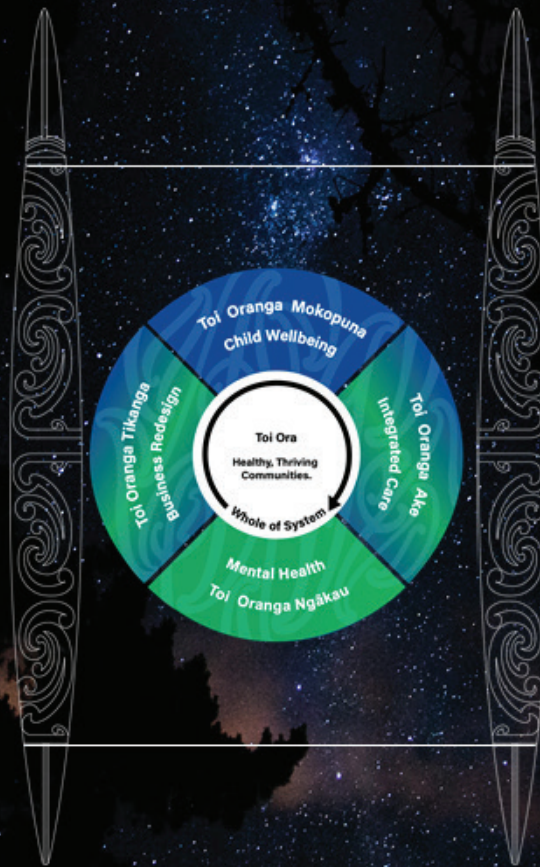 Toi Oranga Mokopuna
Child Wellbeing
Toi Oranga Tikanga
Business Redesign
Toi Ora
Healthy, Thriving
Communities.
Whole of System
Integrated Care
Toi Oranga Ake
Mental Health
Toi Oranga Ngākau